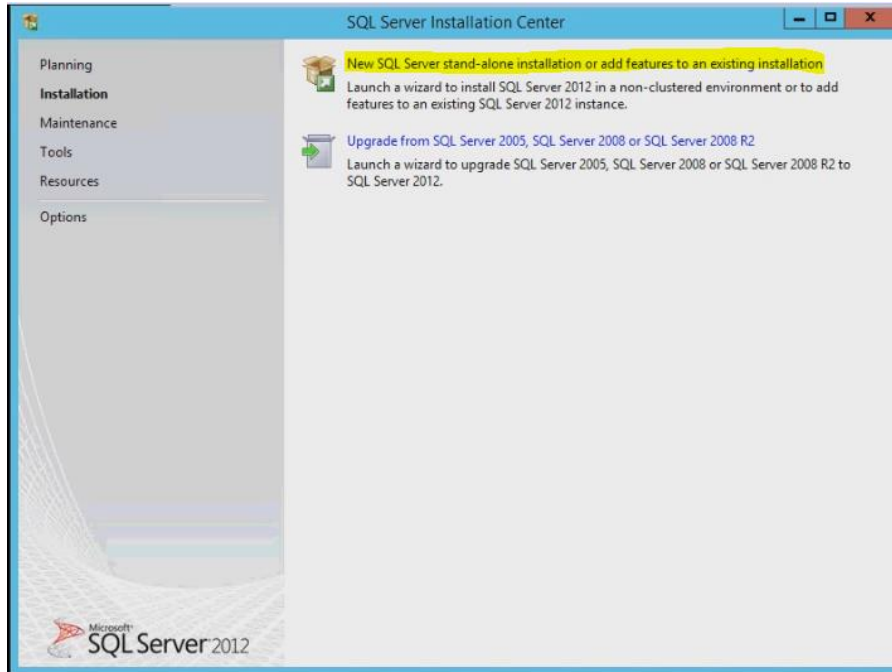 SQL Server Installation Center
Planning
Installation
Maintenance
Tools
Resources
Options
New SQL Server stand-alone installation or add features to an existing installation
Launch a wizard to install SQL Server 2012 in a non-clustered environment or to add
features to an existing SQL Server 2012 instance.
Upgrade from SQL Server 2005, SQL Server 2008 or SQL Server 2008 R2
Launch a wizard to upgrade SQL Server 2005, SQL Server 2008 or SQL Server 2008 R2 to
SQL Server 2012.
Microsoft
SQL Server 2012